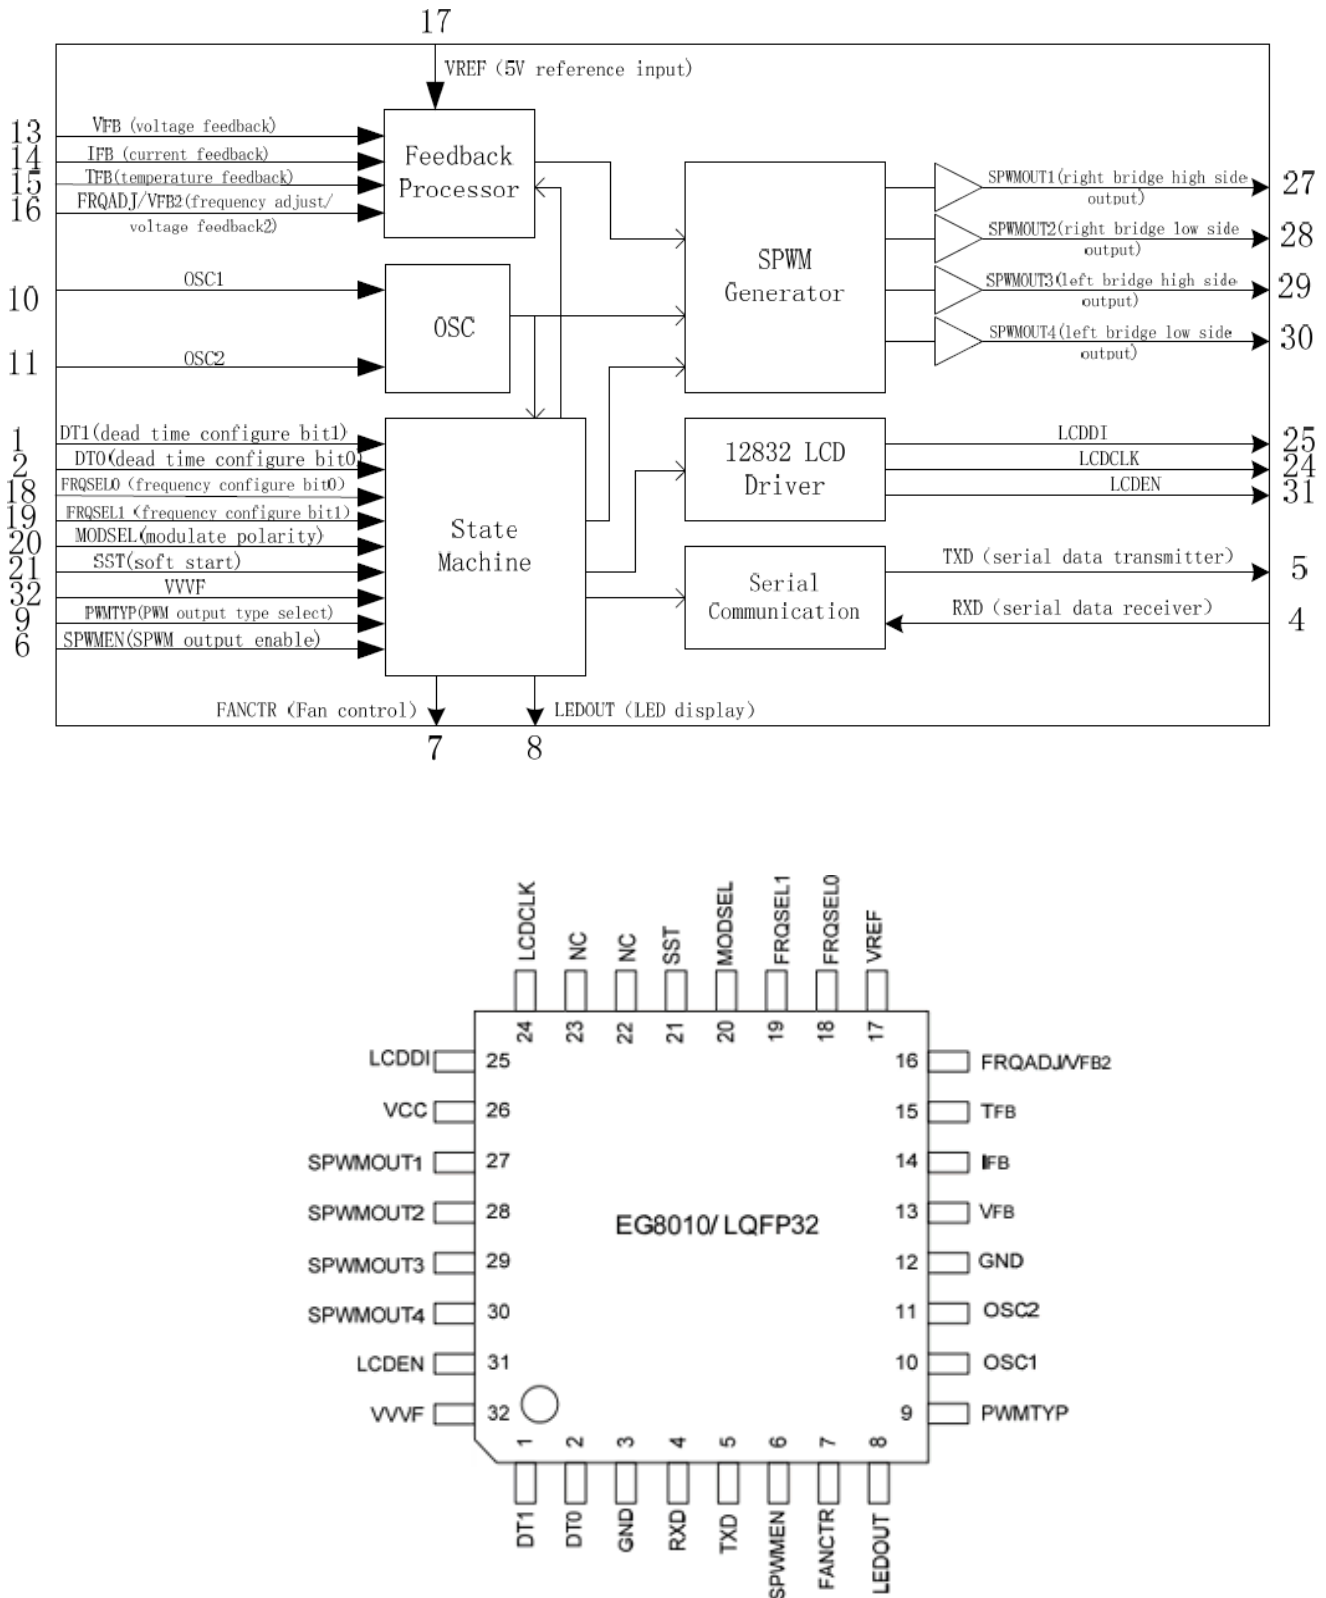 17
VREF (5V reference input)
13
VFB (voltage feedback)
14
IFB (current feedback)
15
TFB(temperature feedback)
16
FRQADJ/VFB2(frequency adjust/
voltage feedback2)
Feedback
Processor
10
OSC1
11
OSC2
OSC
SPWM
Generator
SPWMOUT1(right bridge high side
output)
27
SPWMOUT2(right bridge low side
output)
28
SPWMOUT3(left bridge high side
output)
29
SPWMOUT4(left bridge low side
output)
30
1
DT1(dead time configure bit1)
2
DT0(dead time configure bit0)
18
FRQSEL0 (frequency configure bit0)
19
FRQSEL1 (frequency configure bit1)
20
MODSEL(modulate polarity)
21
SST(soft start)
32
VVVF
9
PWMTYP(PWM output type select)
6
SPWMEN(SPWM output enable)
State
Machine
12832 LCD
Driver
LCDDI
25
LCDCLK
24
LCDEN
31
Serial
Communication
TXD (serial data transmitter)
5
RXD (serial data receiver)
4
FANCTR (Fan control)
7
LEDOUT (LED display)
8
LCDCLK
NC
NC
SST
MODSEL
FRQSEL1
FRQSEL0
VREF
24
23
22
21
20
19
18
17
LCDDI 25
VCC 26
SPWMOUT1 27
SPWMOUT2 28
SPWMOUT3 29
SPWMOUT4 30
LCDEN 31
VVVF 32
EG8010/ LQFP32
16 FRQADJ/VFB2
15 TFB
14 IFB
13 VFB
12 GND
11 OSC2
10 OSC1
9 PWMTYP
1
2
3
4
5
6
7
8
DT1
DT0
GND
RXD
TXD
SPWMEN
FANCTR
LEDOUT